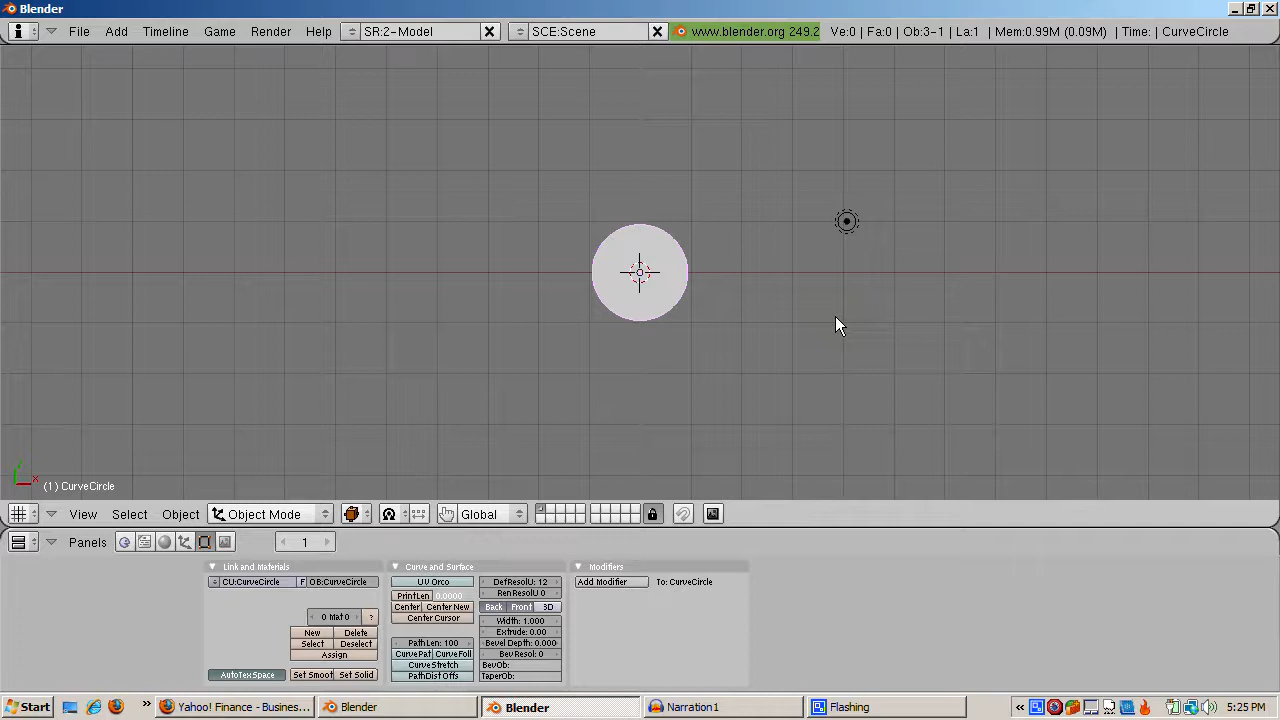 Blender
File Add Timeline Game Render Help SR:2-Model SCE:Scene www.blender.org 249.2 Ve:0 | Fa:0 | Ob:3-1 | La:1 | Mem:0.99M (0.09M) | Time: | CurveCircle
(1) CurveCircle
View Select Object Object Mode Global
Panels 1
Link and Materials
CU:CurveCircle F OB:CurveCircle
0 Mat 0 ?
New Delete
Select Deselect
Assign
AutoTexSpace Set Smoot Set Solid
Curve and Surface
UV Orco DefResolU: 12
PrintLen 0.0000 RenResolU 0
Center Center New Back Front 3D
Center Cursor Width: 1.000
Extrude: 0.00
PathLen: 100 Bevel Depth: 0.000
CurvePat CurveFoll BevResol: 0
CurveStretch BevOb:
PathDist Offs TaperOb:
Modifiers
Add Modifier To: CurveCircle
Start » Yahoo! Finance - Busines... Blender Blender Narration1 Flashing « 5:25 PM